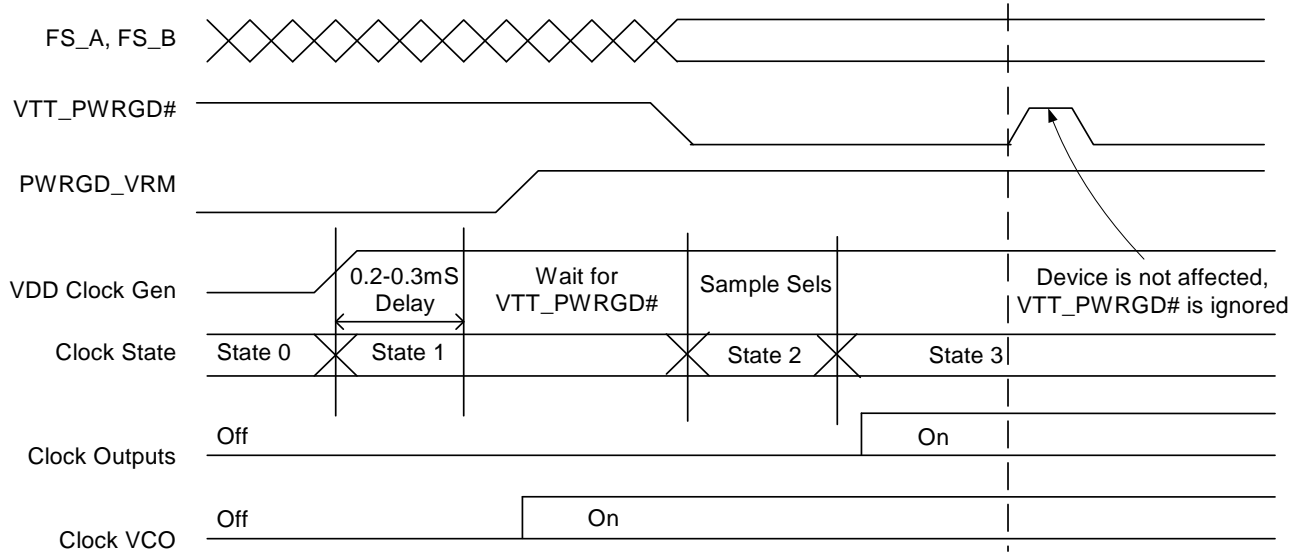 FS_A, FS_B
VTT_PWRGD#
PWRGD_VRM
VDD Clock Gen
0.2-0.3mS
Delay
Wait for
VTT_PWRGD#
Sample Sels
Device is not affected,
VTT_PWRGD# is ignored
Clock State
State 0
State 1
State 2
State 3
Clock Outputs
Off
On
Clock VCO
Off
On